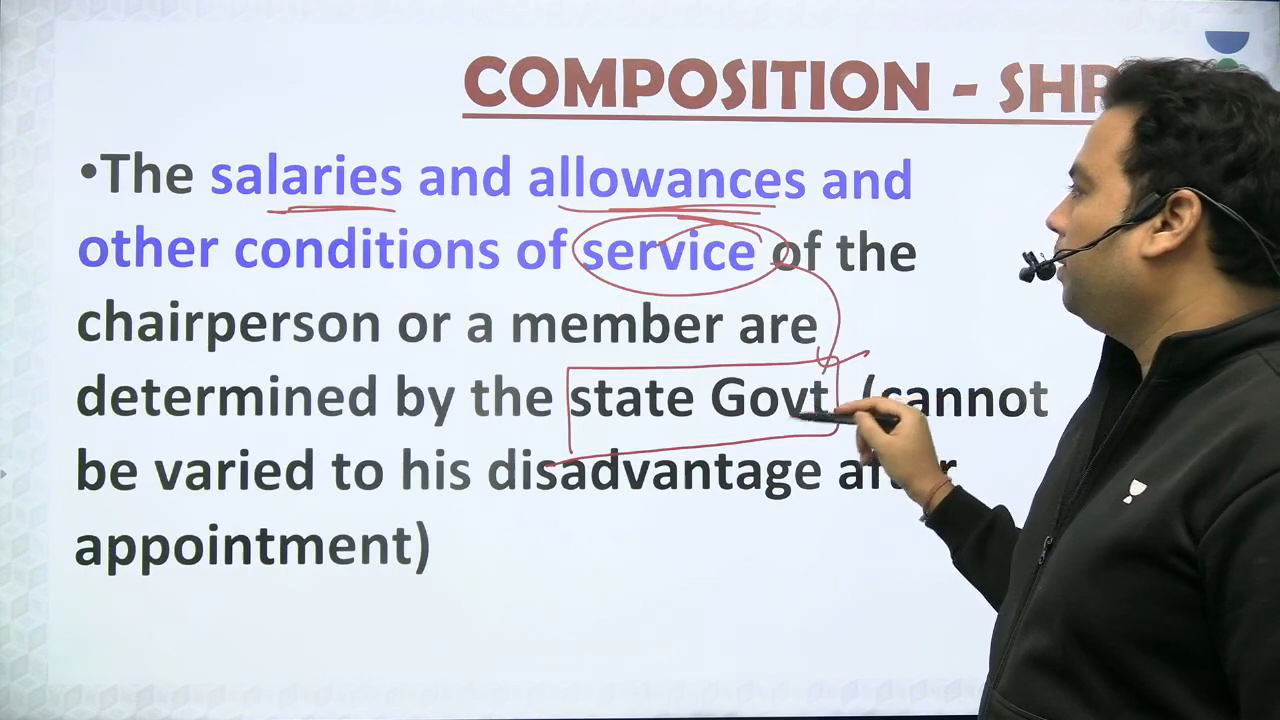 COMPOSITION - SHR
•The salaries and allowances and
other conditions of service of the
chairperson or a member are
determined by the state Govt. (cannot
be varied to his disadvantage after
appointment)